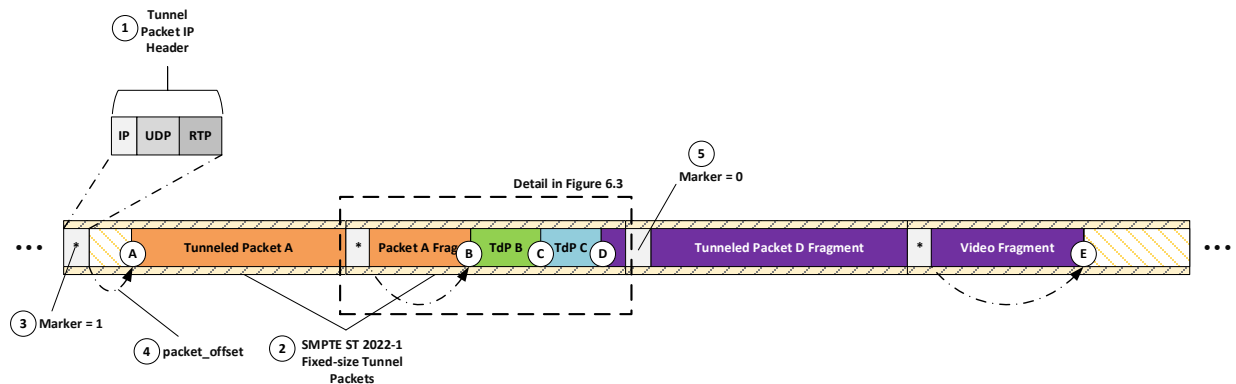 1
Tunnel
Packet IP
Header
IP UDP RTP
5
Marker = 0
Detail in Figure 6.3
••• * A Tunneled Packet A * Packet A Frag B TdP B C TdP C D Tunneled Packet D Fragment * Video Fragment E •••
3 Marker = 1
4 packet_offset
2 SMPTE ST 2022-1
Fixed-size Tunnel
Packets